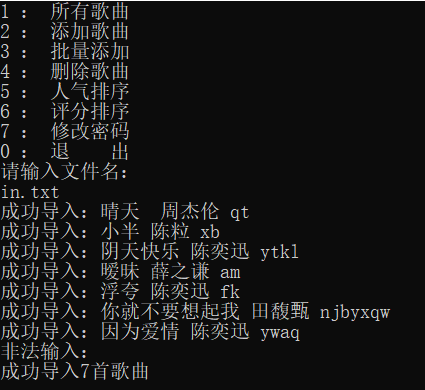 1 : 所有歌曲
2 : 添加歌曲
3 : 批量添加
4 : 删除歌曲
5 : 人气排序
6 : 评分排序
7 : 修改密码
0 : 退　　出
请输入文件名:
in.txt
成功导入: 晴天  周杰伦 qt
成功导入: 小半 陈粒 xb
成功导入: 阴天快乐 陈奕迅 ytkl
成功导入: 暧昧 薛之谦 am
成功导入: 浮夸 陈奕迅 fk
成功导入: 你就不要想起我 田馥甄 njbyxqw
成功导入: 因为爱情 陈奕迅 ywaq
非法输入:
成功导入7首歌曲